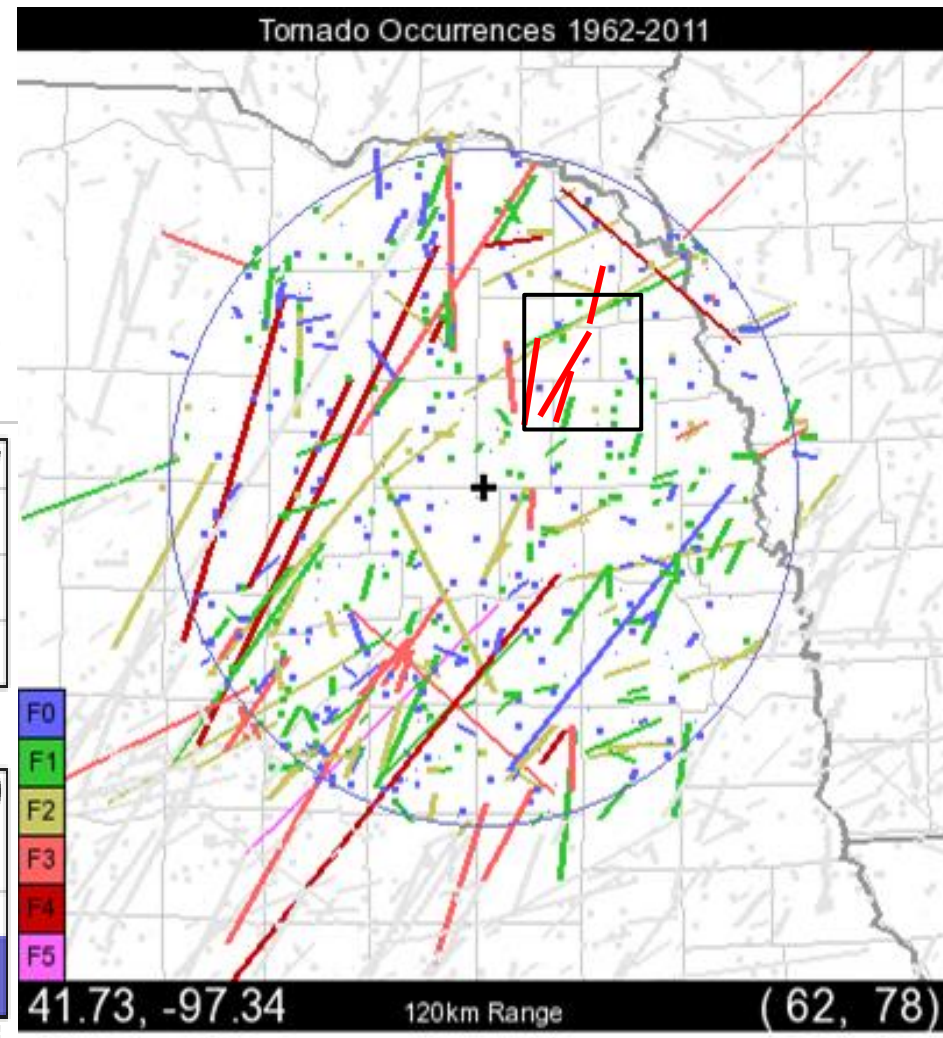 Tornado Occurrences 1962-2011
F0
F1
F2
F3
F4
F5
41.73, -97.34
120km Range
( 62, 78)